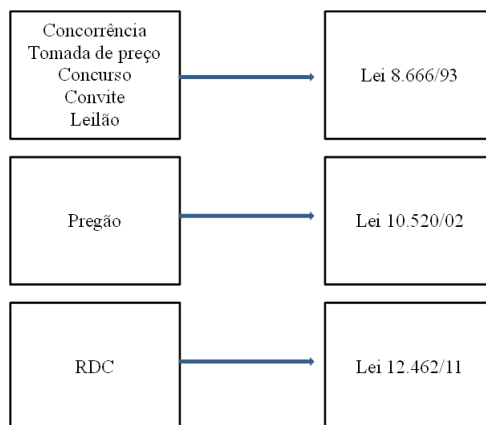 Concorrência
Tomada de preço
Concurso
Convite
Leilão
Lei 8.666/93
Pregão
Lei 10.520/02
RDC
Lei 12.462/11